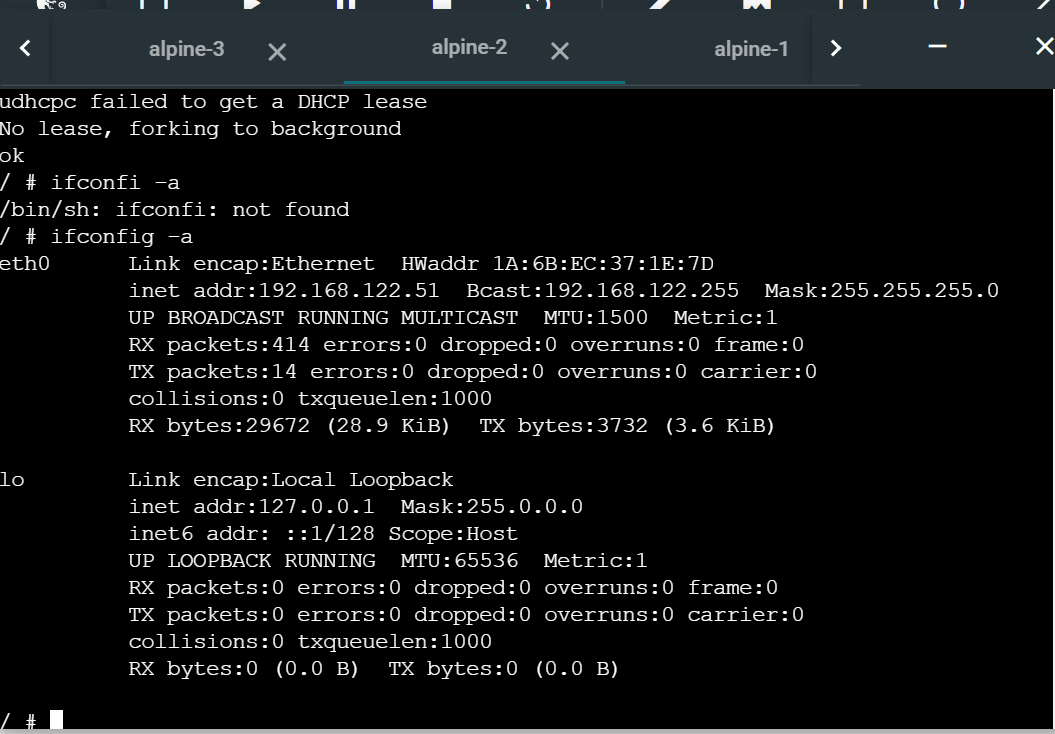 alpine-3
alpine-2
alpine-1
udhcpc failed to get a DHCP lease
No lease, forking to background
ok
/ # ifconfi -a
/bin/sh: ifconfi: not found
/ # ifconfig -a
eth0      Link encap:Ethernet  HWaddr 1A:6B:EC:37:1E:7D
          inet addr:192.168.122.51  Bcast:192.168.122.255  Mask:255.255.255.0
          UP BROADCAST RUNNING MULTICAST  MTU:1500  Metric:1
          RX packets:414 errors:0 dropped:0 overruns:0 frame:0
          TX packets:14 errors:0 dropped:0 overruns:0 carrier:0
          collisions:0 txqueuelen:1000
          RX bytes:29672 (28.9 KiB)  TX bytes:3732 (3.6 KiB)
lo        Link encap:Local Loopback
          inet addr:127.0.0.1  Mask:255.0.0.0
          inet6 addr: ::1/128 Scope:Host
          UP LOOPBACK RUNNING  MTU:65536  Metric:1
          RX packets:0 errors:0 dropped:0 overruns:0 frame:0
          TX packets:0 errors:0 dropped:0 overruns:0 carrier:0
          collisions:0 txqueuelen:1000
          RX bytes:0 (0.0 B)  TX bytes:0 (0.0 B)
/ #